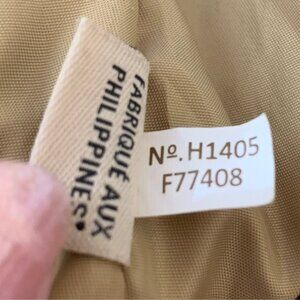 FABRIQUÉ AUX
PHILIPPINES
Nº. H1405
F77408